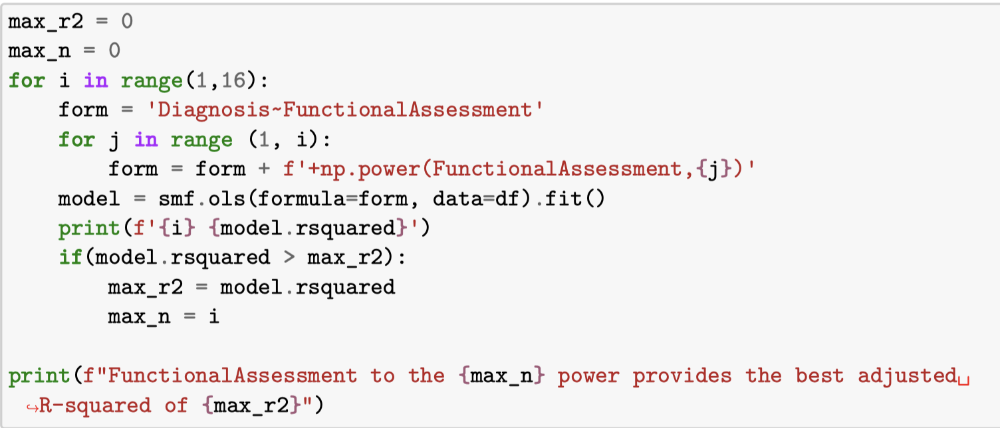 max_r2 = 0
max_n = 0
for i in range(1,16):
    form = 'Diagnosis~FunctionalAssessment'
    for j in range (1, i):
        form = form + f'+np.power(FunctionalAssessment,{j})'
    model = smf.ols(formula=form, data=df).fit()
    print(f'{i} {model.rsquared}')
    if(model.rsquared > max_r2):
        max_r2 = model.rsquared
        max_n = i

print(f"FunctionalAssessment to the {max_n} power provides the best adjusted␣
↪R-squared of {max_r2}")